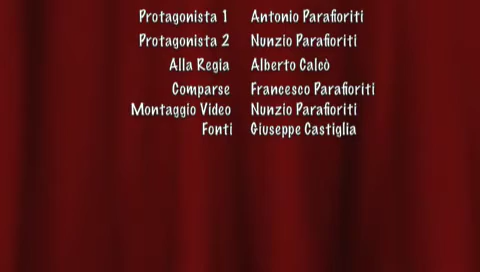 Protagonista 1 Antonio Parafioriti
Protagonista 2 Nunzio Parafioriti
Alla Regia Alberto Calcò
Comparse Francesco Parafioriti
Montaggio Video Nunzio Parafioriti
Fonti Giuseppe Castiglia